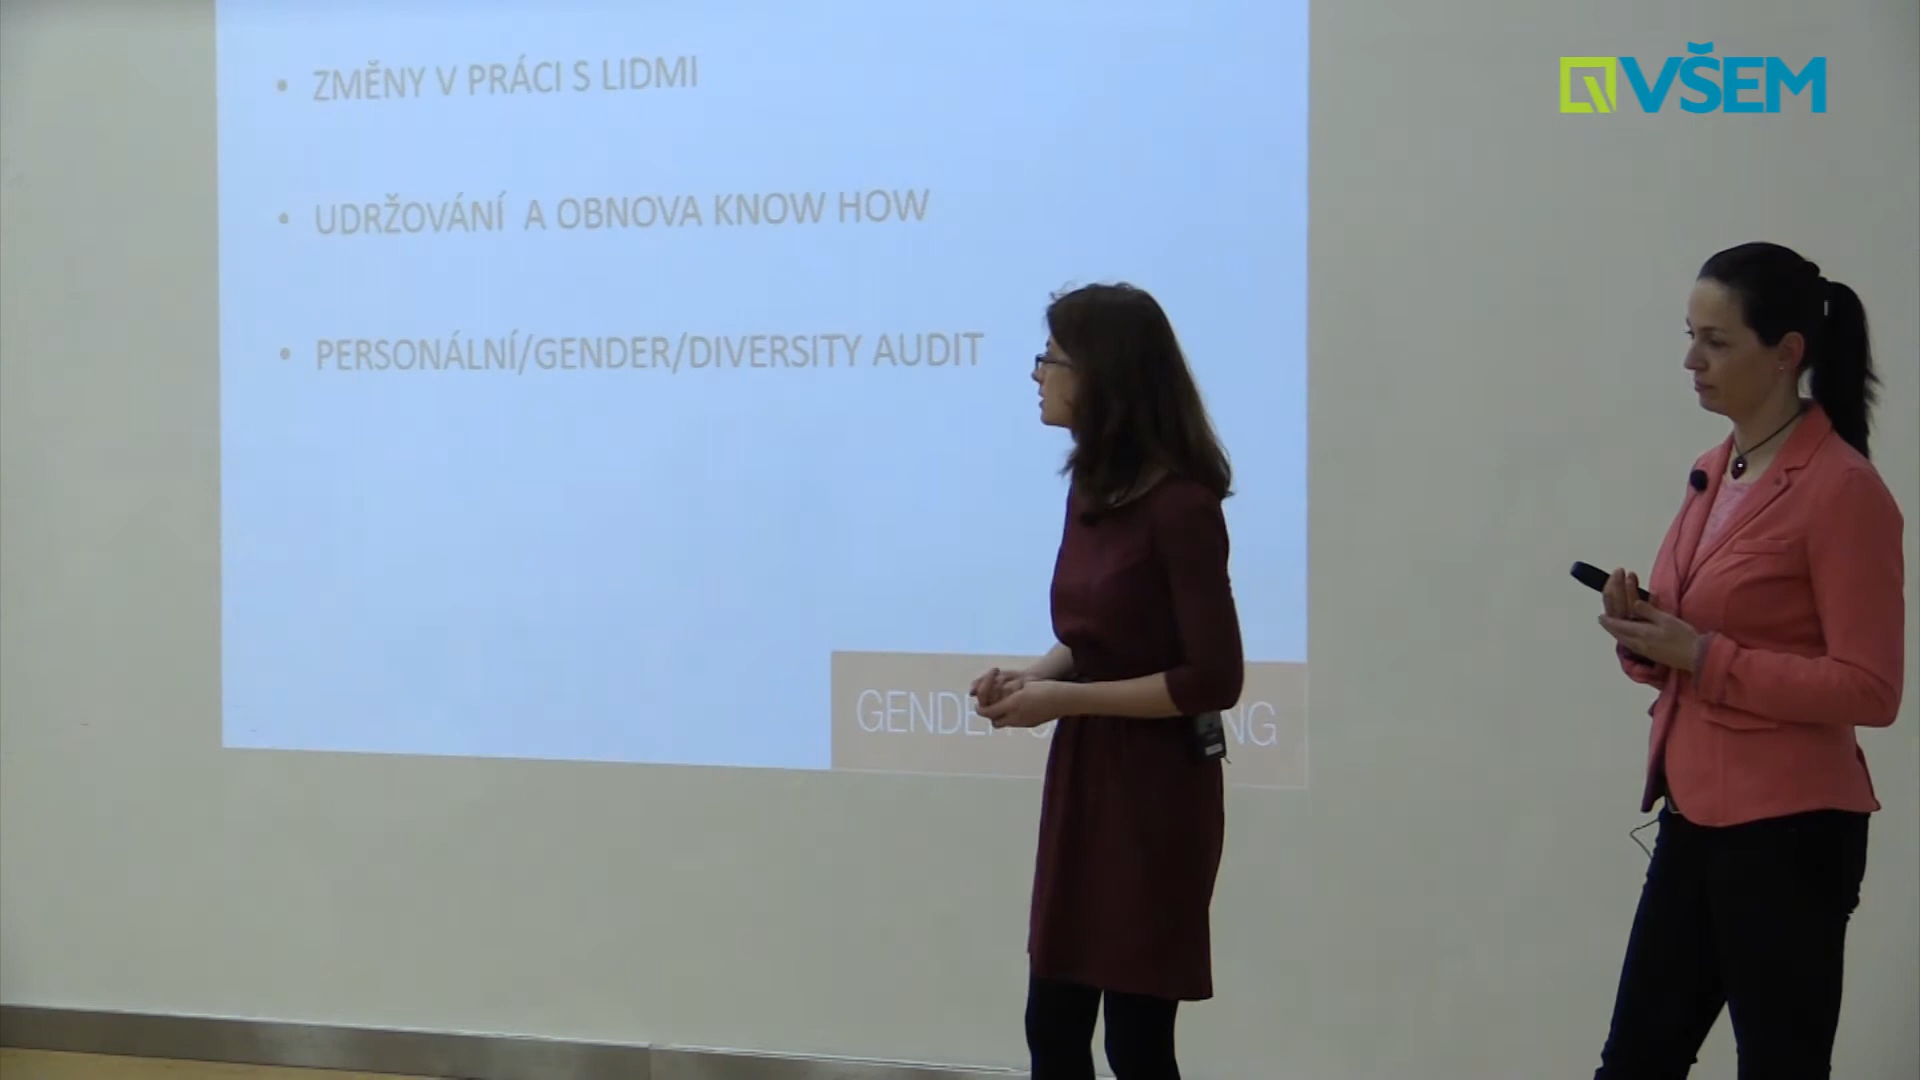 VŠEM
• ZMĚNY V PRÁCI S LIDMI
• UDRŽOVÁNÍ A OBNOVA KNOW HOW
• PERSONÁLNÍ/GENDER/DIVERSITY AUDIT
GENDER